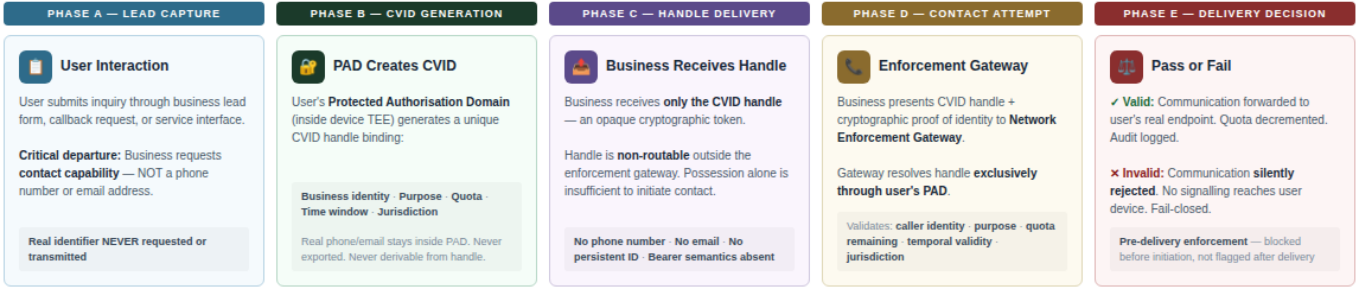 PHASE A — LEAD CAPTURE
User Interaction
User submits inquiry through business lead
form, callback request, or service interface.
Critical departure: Business requests
contact capability — NOT a phone
number or email address.
Real identifier NEVER requested or
transmitted
PHASE B — CVID GENERATION
PAD Creates CVID
User's Protected Authorisation Domain
(inside device TEE) generates a unique
CVID handle binding:
Business identity · Purpose · Quota ·
Time window · Jurisdiction
Real phone/email stays inside PAD. Never
exported. Never derivable from handle.
PHASE C — HANDLE DELIVERY
Business Receives Handle
Business receives only the CVID handle
— an opaque cryptographic token.
Handle is non-routable outside the
enforcement gateway. Possession alone is
insufficient to initiate contact.
No phone number · No email · No
persistent ID · Bearer semantics absent
PHASE D — CONTACT ATTEMPT
Enforcement Gateway
Business presents CVID handle +
cryptographic proof of identity to Network
Enforcement Gateway.
Gateway resolves handle exclusively
through user's PAD.
Validates: caller identity · purpose · quota
remaining · temporal validity ·
jurisdiction
PHASE E — DELIVERY DECISION
Pass or Fail
✓ Valid: Communication forwarded to
user's real endpoint. Quota decremented.
Audit logged.
✕ Invalid: Communication silently
rejected. No signalling reaches user
device. Fail-closed.
Pre-delivery enforcement — blocked
before initiation, not flagged after delivery